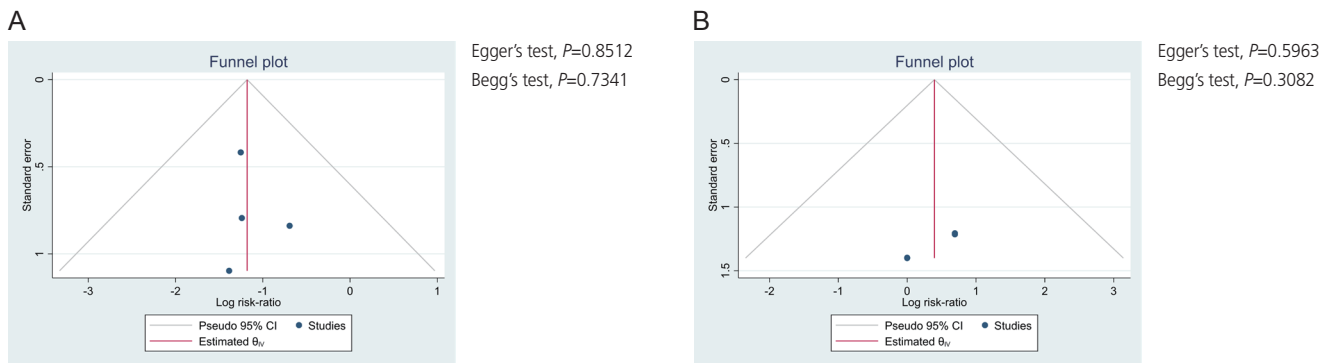 A
Funnel plot
Standard error
0
.5
1
-3
-2
-1
0
1
Log risk-ratio
Pseudo 95% CI
Studies
Estimated θIV
Egger's test, P=0.8512
Begg's test, P=0.7341
B
Funnel plot
Standard error
0
.5
1
1.5
-2
-1
0
1
2
3
Log risk-ratio
Pseudo 95% CI
Studies
Estimated θIV
Egger's test, P=0.5963
Begg's test, P=0.3082